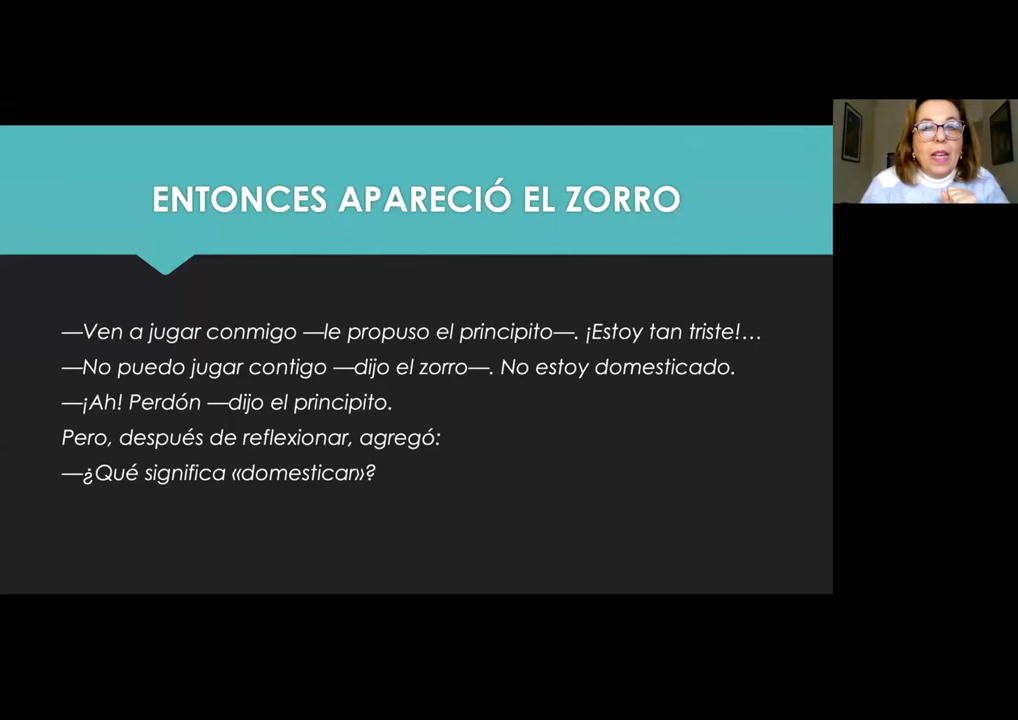 ENTONCES APARECIÓ EL ZORRO
—Ven a jugar conmigo —le propuso el principito—. ¡Estoy tan triste!…
—No puedo jugar contigo —dijo el zorro—. No estoy domesticado.
—¡Ah! Perdón —dijo el principito.
Pero, después de reflexionar, agregó:
—¿Qué significa «domesticar»?